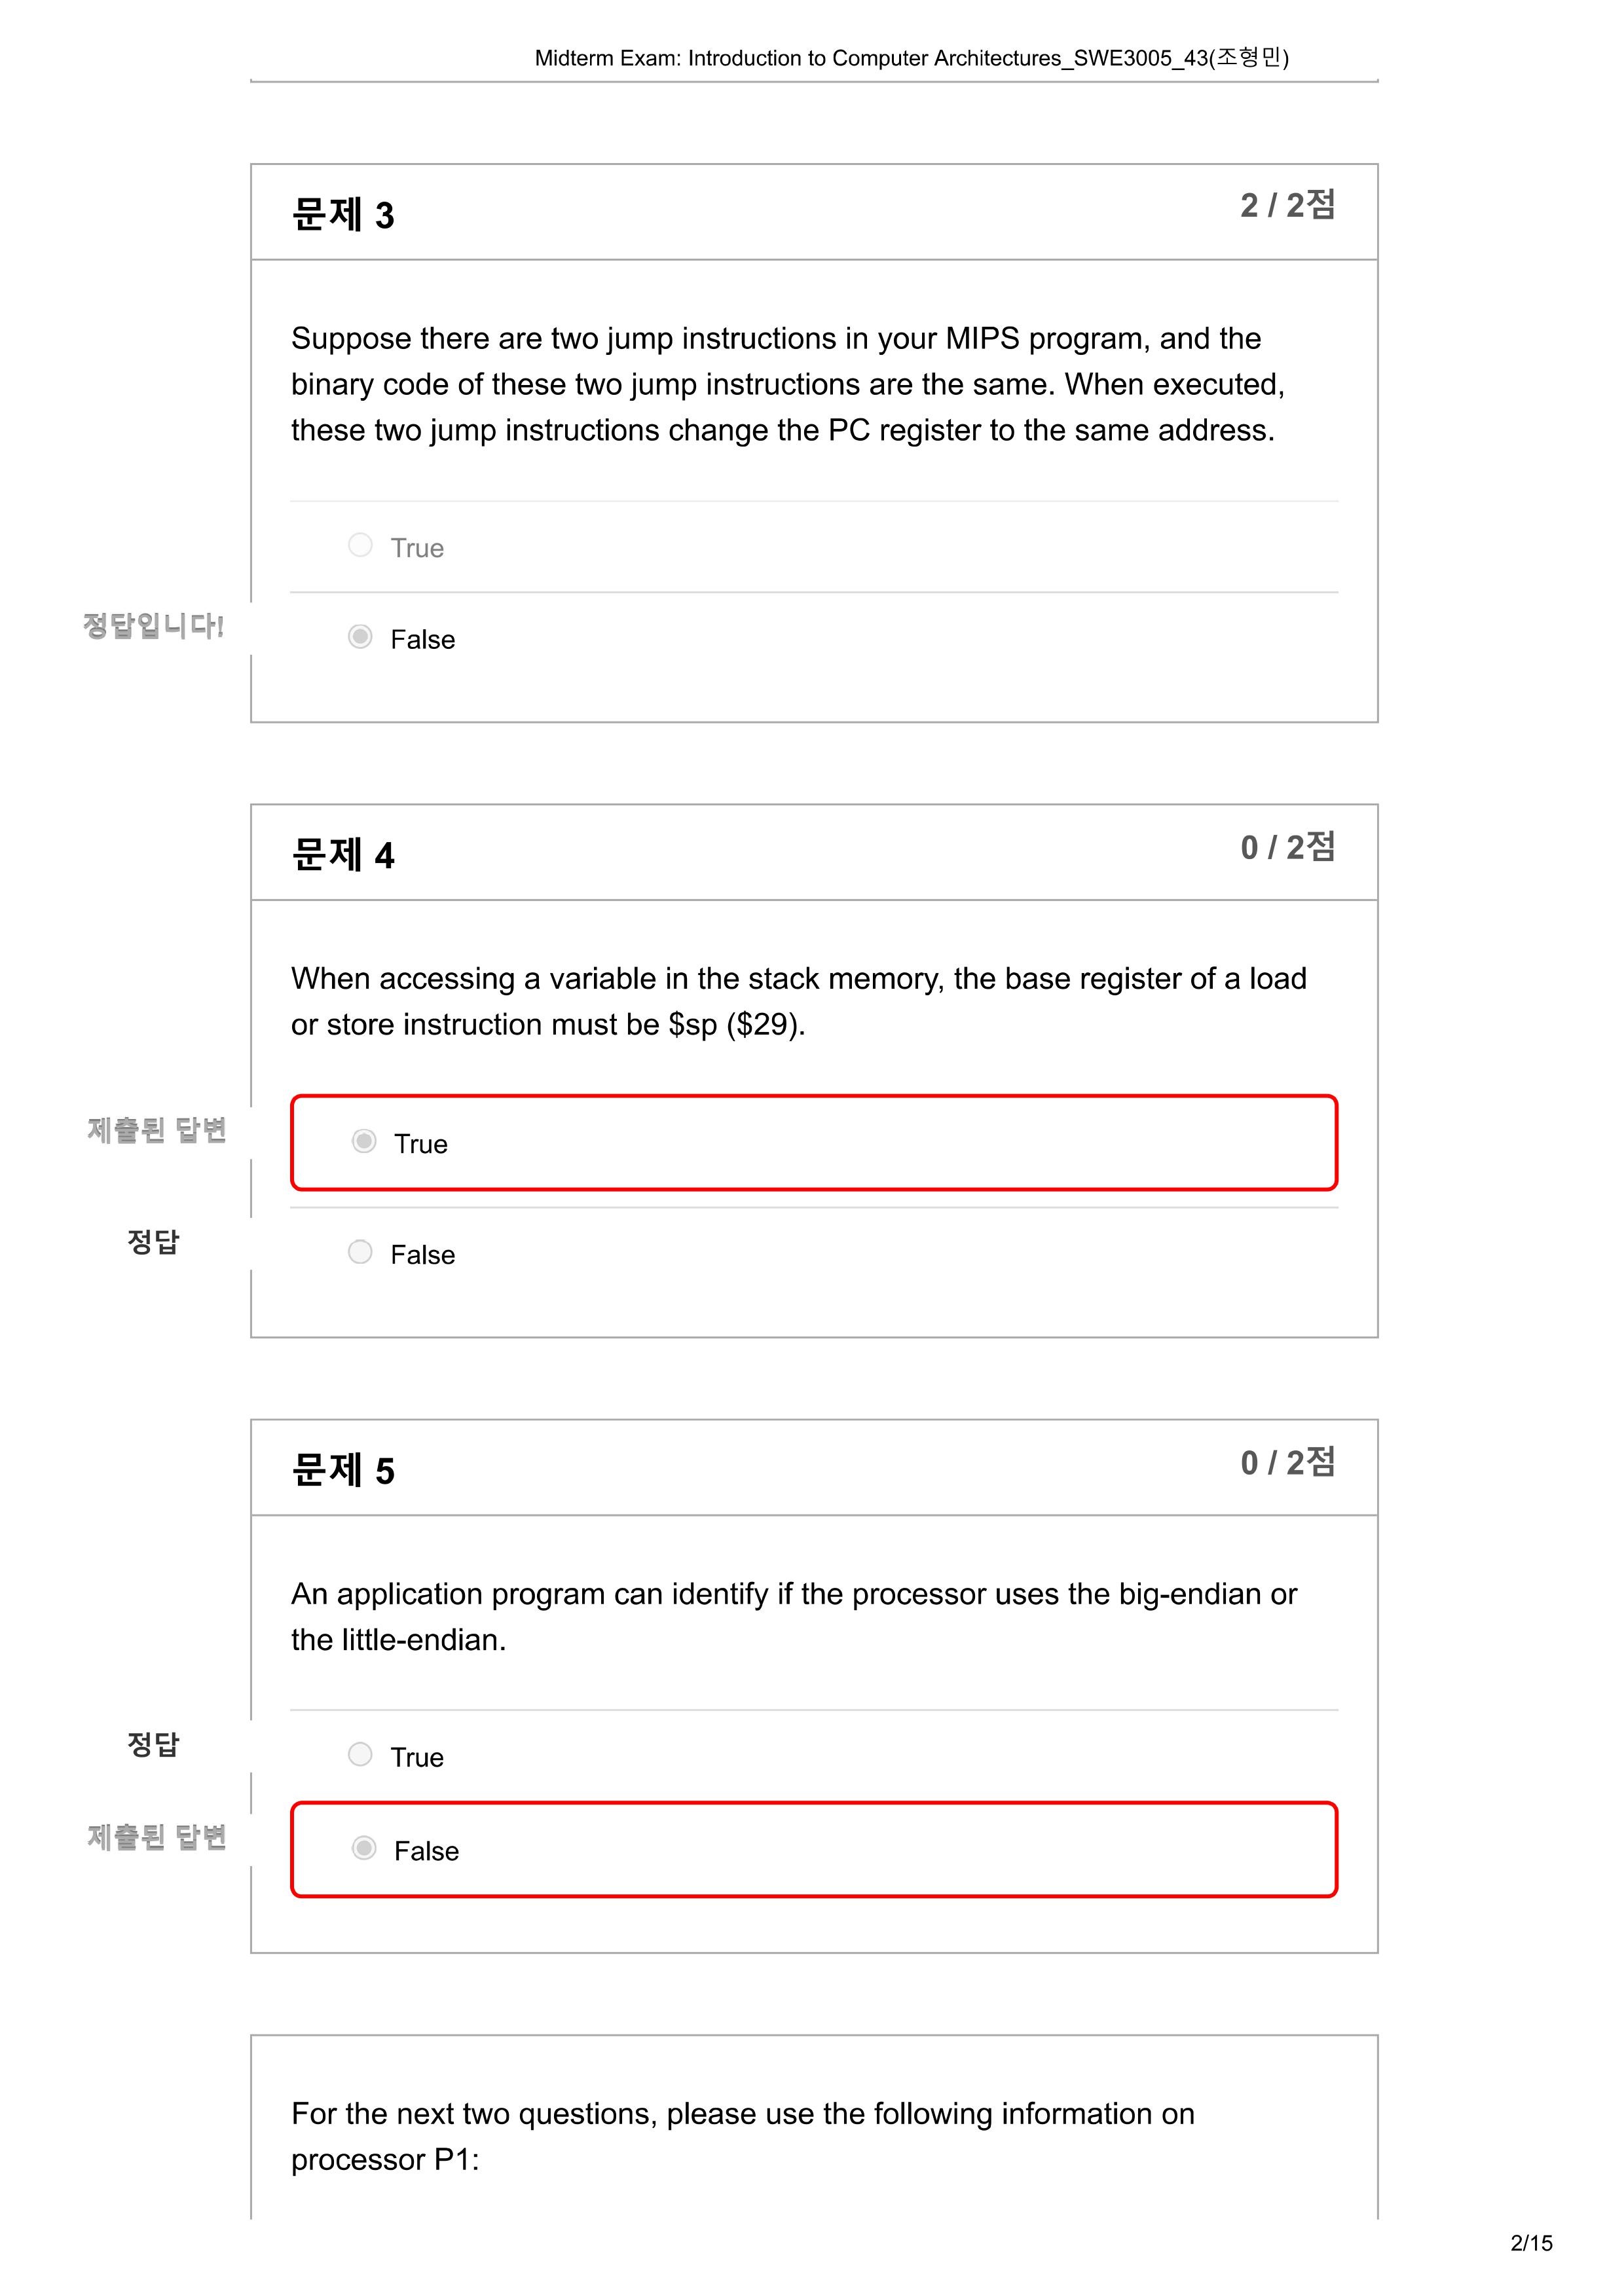 Midterm Exam: Introduction to Computer Architectures_SWE3005_43(조형민)
문제 3
2 / 2점
Suppose there are two jump instructions in your MIPS program, and the
binary code of these two jump instructions are the same. When executed,
these two jump instructions change the PC register to the same address.
True
정답입니다!
False
문제 4
0 / 2점
When accessing a variable in the stack memory, the base register of a load
or store instruction must be $sp ($29).
제출된 답변
True
정답
False
문제 5
0 / 2점
An application program can identify if the processor uses the big-endian or
the little-endian.
정답
True
제출된 답변
False
For the next two questions, please use the following information on
processor P1:
2/15